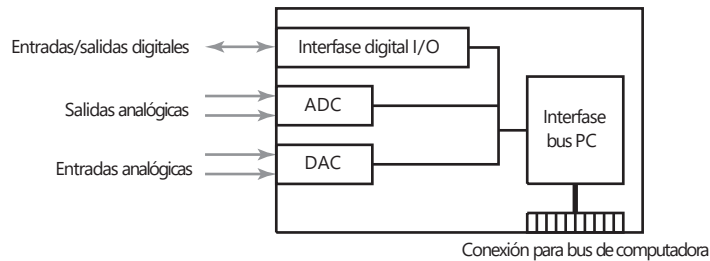 Entradas/salidas digitales
Interfase digital I/O
Salidas analógicas
ADC
Interfase
bus PC
Entradas analógicas
DAC
Conexión para bus de computadora